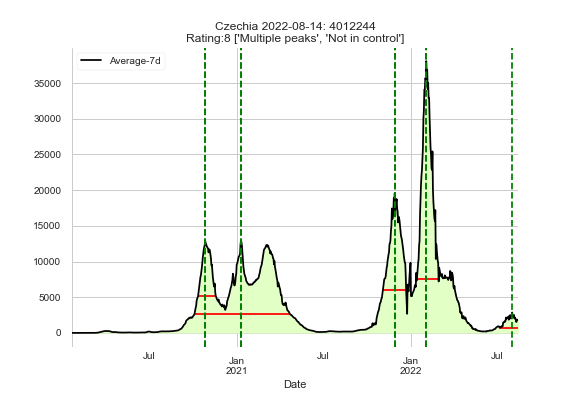 Czechia 2022-08-14: 4012244
Rating:8 ['Multiple peaks', 'Not in control']
Average-7d
35000
30000
25000
20000
15000
10000
5000
0
Jul
Jan
2021
Jul
Jan
2022
Jul
Date